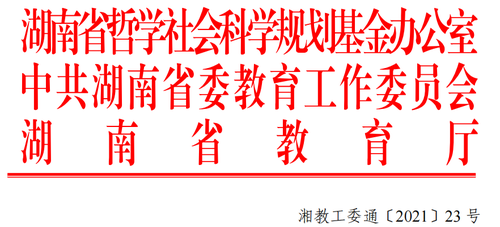 湖南省哲学社会科学规划基金办公室
中共湖南省委教育工作委员会
湖南省教育厅
湘教工委通〔2021〕23 号